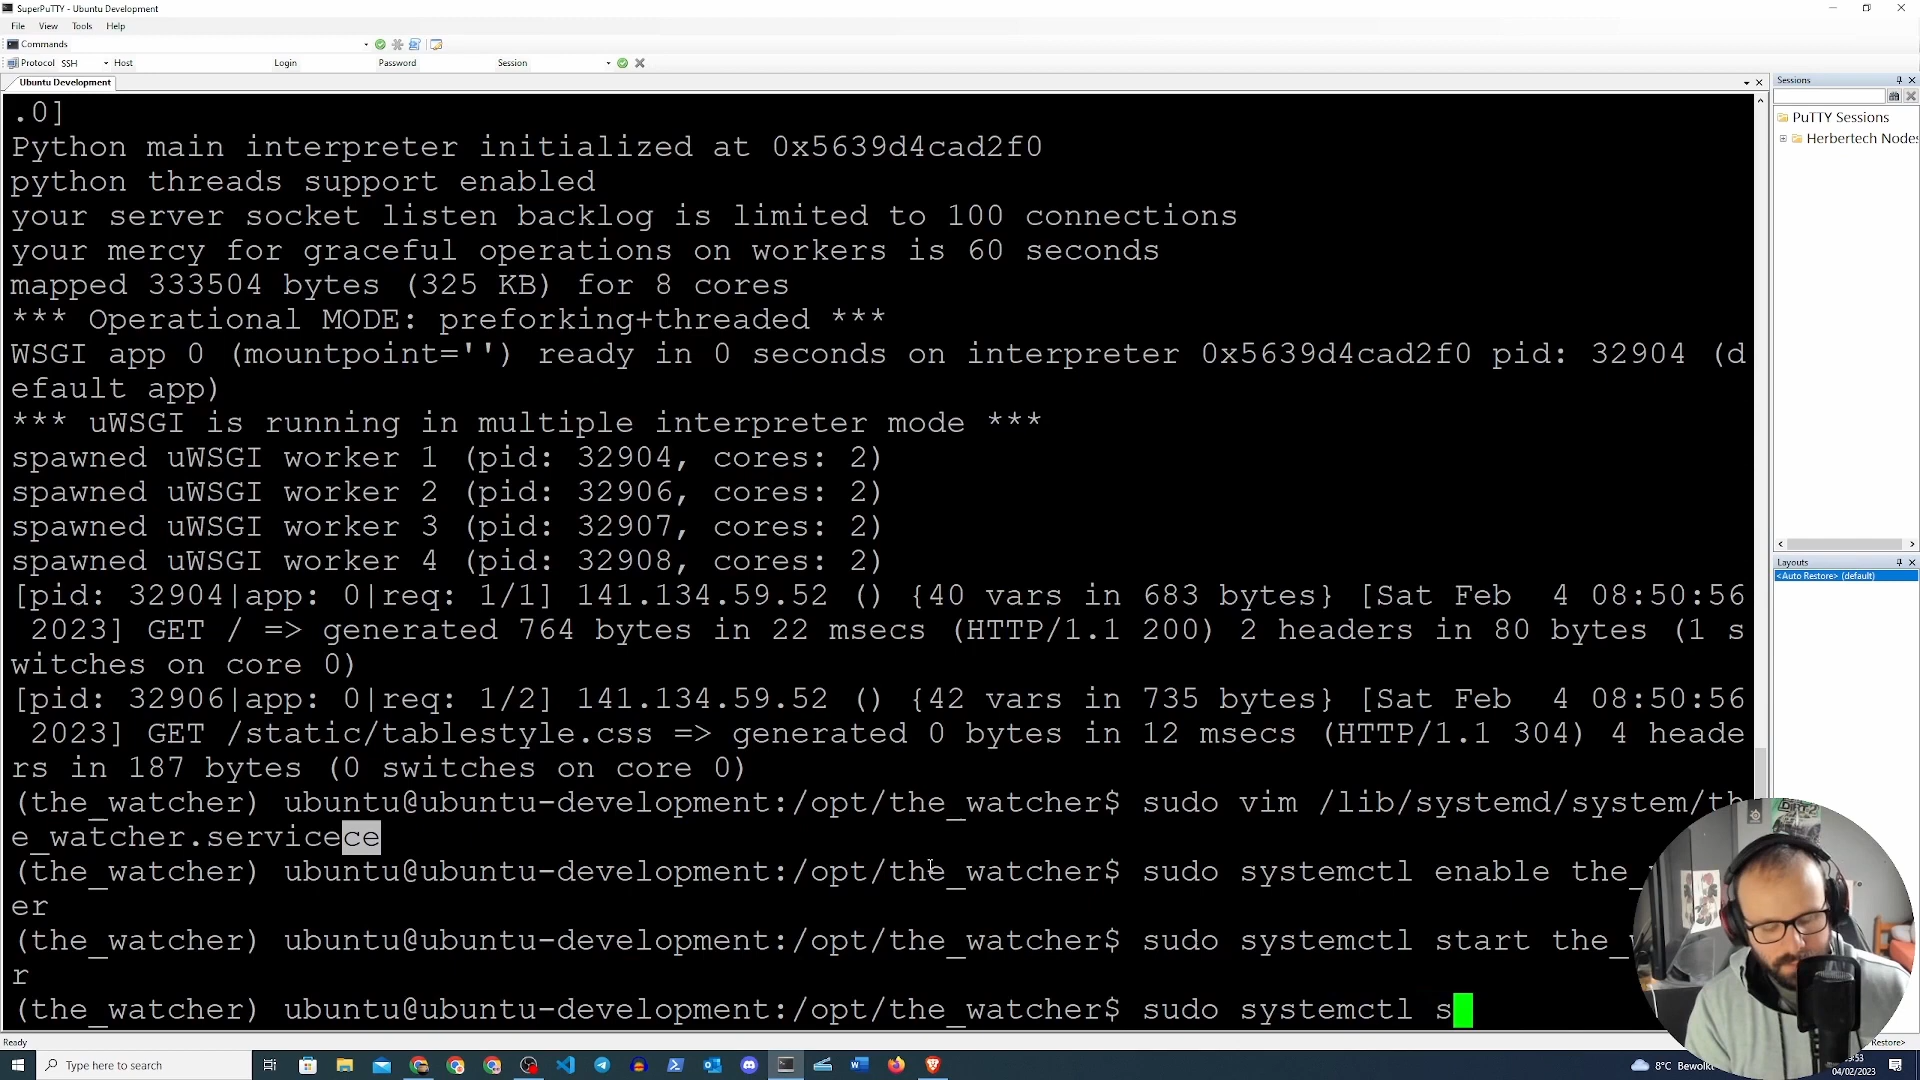 SuperPuTTY - Ubuntu Development
File View Tools Help
Commands
Protocol SSH Host Login Password Session
Ubuntu Development
Sessions
PuTTY Sessions
Herbertech Node
.0]
Python main interpreter initialized at 0x5639d4cad2f0
python threads support enabled
your server socket listen backlog is limited to 100 connections
your mercy for graceful operations on workers is 60 seconds
mapped 333504 bytes (325 KB) for 8 cores
*** Operational MODE: preforking+threaded ***
WSGI app 0 (mountpoint='') ready in 0 seconds on interpreter 0x5639d4cad2f0 pid: 32904 (d
efault app)
*** uWSGI is running in multiple interpreter mode ***
spawned uWSGI worker 1 (pid: 32904, cores: 2)
spawned uWSGI worker 2 (pid: 32906, cores: 2)
spawned uWSGI worker 3 (pid: 32907, cores: 2)
spawned uWSGI worker 4 (pid: 32908, cores: 2)
[pid: 32904|app: 0|req: 1/1] 141.134.59.52 () {40 vars in 683 bytes} [Sat Feb  4 08:50:56
 2023] GET / => generated 764 bytes in 22 msecs (HTTP/1.1 200) 2 headers in 80 bytes (1 s
witches on core 0)
[pid: 32906|app: 0|req: 1/2] 141.134.59.52 () {42 vars in 735 bytes} [Sat Feb  4 08:50:56
 2023] GET /static/tablestyle.css => generated 0 bytes in 12 msecs (HTTP/1.1 304) 4 heade
rs in 187 bytes (0 switches on core 0)
(the_watcher) ubuntu@ubuntu-development:/opt/the_watcher$ sudo vim /lib/systemd/system/th
e_watcher.servicece
(the_watcher) ubuntu@ubuntu-development:/opt/the_watcher$ sudo systemctl enable the_
er
(the_watcher) ubuntu@ubuntu-development:/opt/the_watcher$ sudo systemctl start the_
r
(the_watcher) ubuntu@ubuntu-development:/opt/the_watcher$ sudo systemctl s
Layouts
<Auto Restore> (default)
Ready
Restore>
Type here to search
8°C Bewolkt
:53
04/02/2023